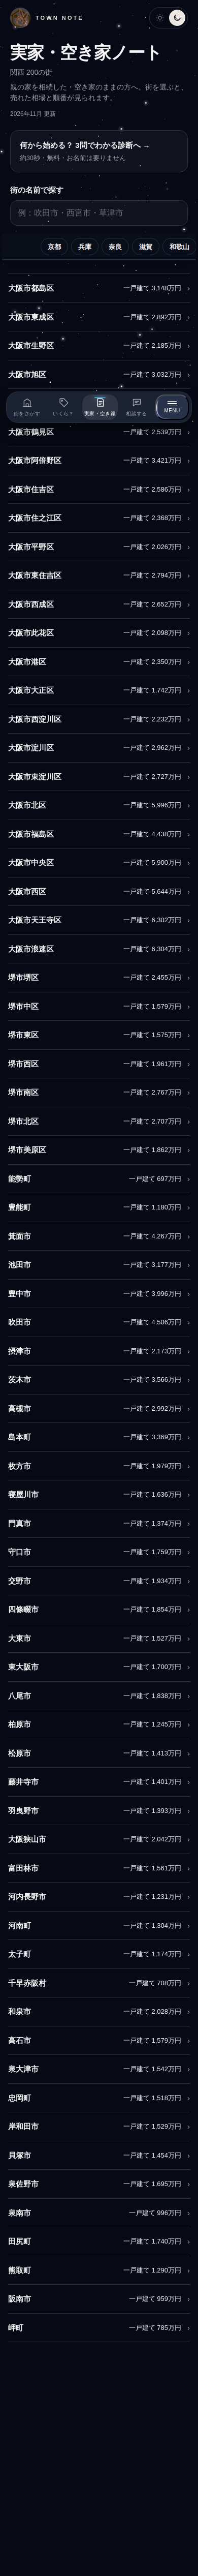 TOWN NOTE
実家・空き家ノート
関西 200の街
親の家を相続した・空き家のままの方へ。街を選ぶと、
売れた相場と順番が見られます。
2026年11月 更新
何から始める？ 3問でわかる診断へ →
約30秒・無料・お名前は要りません
街の名前で探す
例：吹田市・西宮市・草津市
京都 兵庫 奈良 滋賀 和歌山
大阪市都島区 一戸建て 3,148万円 ›
大阪市東成区 一戸建て 2,892万円 ›
大阪市生野区 一戸建て 2,185万円 ›
大阪市旭区 一戸建て 3,032万円 ›
街をさがす いくら？ 実家・空き家 相談する MENU
大阪市鶴見区 一戸建て 2,539万円 ›
大阪市阿倍野区 一戸建て 3,421万円 ›
大阪市住吉区 一戸建て 2,586万円 ›
大阪市住之江区 一戸建て 2,368万円 ›
大阪市平野区 一戸建て 2,026万円 ›
大阪市東住吉区 一戸建て 2,794万円 ›
大阪市西成区 一戸建て 2,652万円 ›
大阪市此花区 一戸建て 2,098万円 ›
大阪市港区 一戸建て 2,350万円 ›
大阪市大正区 一戸建て 1,742万円 ›
大阪市西淀川区 一戸建て 2,232万円 ›
大阪市淀川区 一戸建て 2,962万円 ›
大阪市東淀川区 一戸建て 2,727万円 ›
大阪市北区 一戸建て 5,996万円 ›
大阪市福島区 一戸建て 4,438万円 ›
大阪市中央区 一戸建て 5,900万円 ›
大阪市西区 一戸建て 5,644万円 ›
大阪市天王寺区 一戸建て 6,302万円 ›
大阪市浪速区 一戸建て 6,304万円 ›
堺市堺区 一戸建て 2,455万円 ›
堺市中区 一戸建て 1,579万円 ›
堺市東区 一戸建て 1,575万円 ›
堺市西区 一戸建て 1,961万円 ›
堺市南区 一戸建て 2,767万円 ›
堺市北区 一戸建て 2,707万円 ›
堺市美原区 一戸建て 1,862万円 ›
能勢町 一戸建て 697万円 ›
豊能町 一戸建て 1,180万円 ›
箕面市 一戸建て 4,267万円 ›
池田市 一戸建て 3,177万円 ›
豊中市 一戸建て 3,996万円 ›
吹田市 一戸建て 4,506万円 ›
摂津市 一戸建て 2,173万円 ›
茨木市 一戸建て 3,566万円 ›
高槻市 一戸建て 2,992万円 ›
島本町 一戸建て 3,369万円 ›
枚方市 一戸建て 1,979万円 ›
寝屋川市 一戸建て 1,636万円 ›
門真市 一戸建て 1,374万円 ›
守口市 一戸建て 1,759万円 ›
交野市 一戸建て 1,934万円 ›
四條畷市 一戸建て 1,854万円 ›
大東市 一戸建て 1,527万円 ›
東大阪市 一戸建て 1,700万円 ›
八尾市 一戸建て 1,838万円 ›
柏原市 一戸建て 1,245万円 ›
松原市 一戸建て 1,413万円 ›
藤井寺市 一戸建て 1,401万円 ›
羽曳野市 一戸建て 1,393万円 ›
大阪狭山市 一戸建て 2,042万円 ›
富田林市 一戸建て 1,561万円 ›
河内長野市 一戸建て 1,231万円 ›
河南町 一戸建て 1,304万円 ›
太子町 一戸建て 1,174万円 ›
千早赤阪村 一戸建て 708万円 ›
和泉市 一戸建て 2,028万円 ›
高石市 一戸建て 1,579万円 ›
泉大津市 一戸建て 1,542万円 ›
忠岡町 一戸建て 1,518万円 ›
岸和田市 一戸建て 1,529万円 ›
貝塚市 一戸建て 1,454万円 ›
泉佐野市 一戸建て 1,695万円 ›
泉南市 一戸建て 996万円 ›
田尻町 一戸建て 1,740万円 ›
熊取町 一戸建て 1,290万円 ›
阪南市 一戸建て 959万円 ›
岬町 一戸建て 785万円 ›